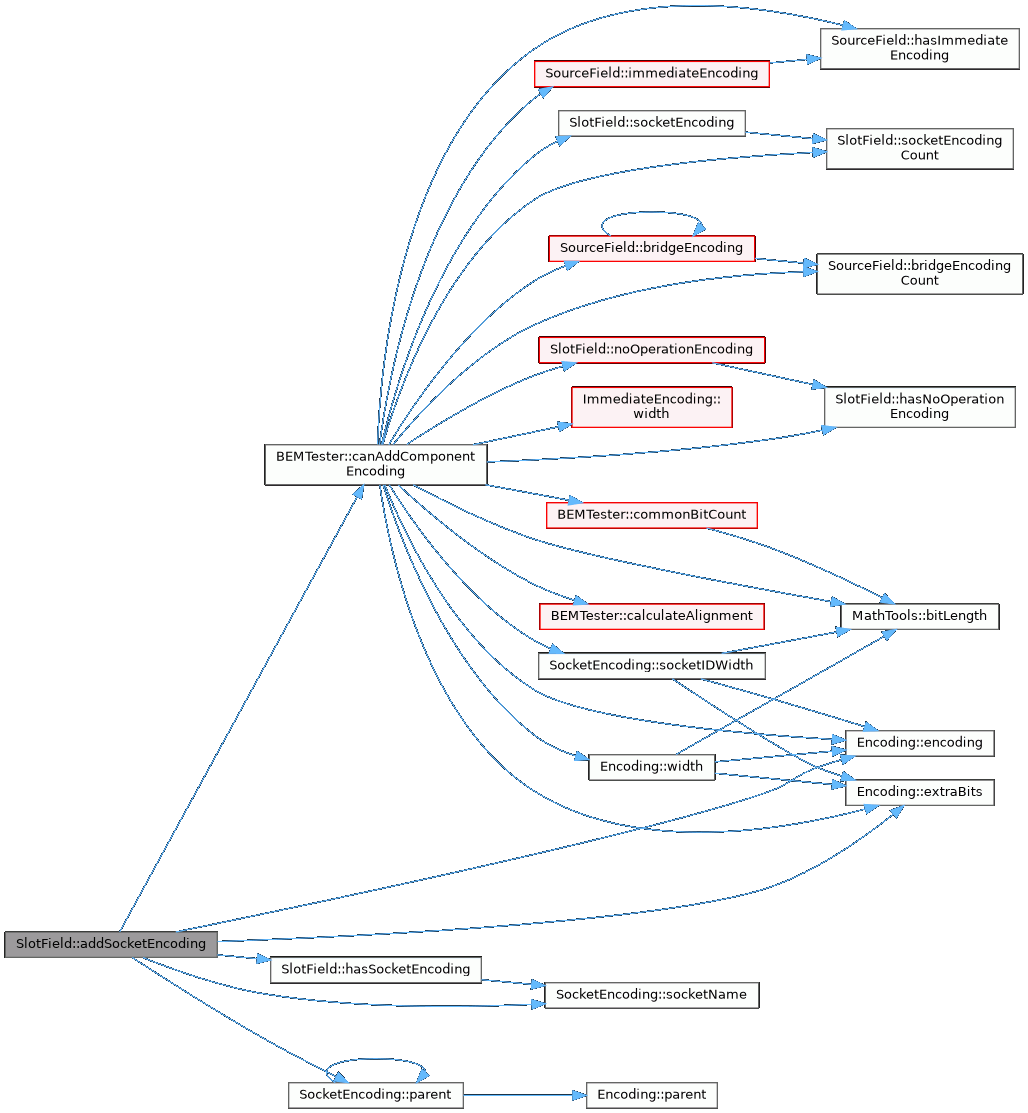 SourceField::hasImmediate
Encoding
SourceField::immediateEncoding
SlotField::socketEncoding
SlotField::socketEncoding
Count
SourceField::bridgeEncoding
SourceField::bridgeEncoding
Count
SlotField::noOperationEncoding
ImmediateEncoding::
width
SlotField::hasNoOperation
Encoding
BEMTester::canAddComponent
Encoding
BEMTester::commonBitCount
BEMTester::calculateAlignment
MathTools::bitLength
SocketEncoding::socketIDWidth
Encoding::encoding
Encoding::width
Encoding::extraBits
SlotField::addSocketEncoding
SlotField::hasSocketEncoding
SocketEncoding::socketName
SocketEncoding::parent
Encoding::parent